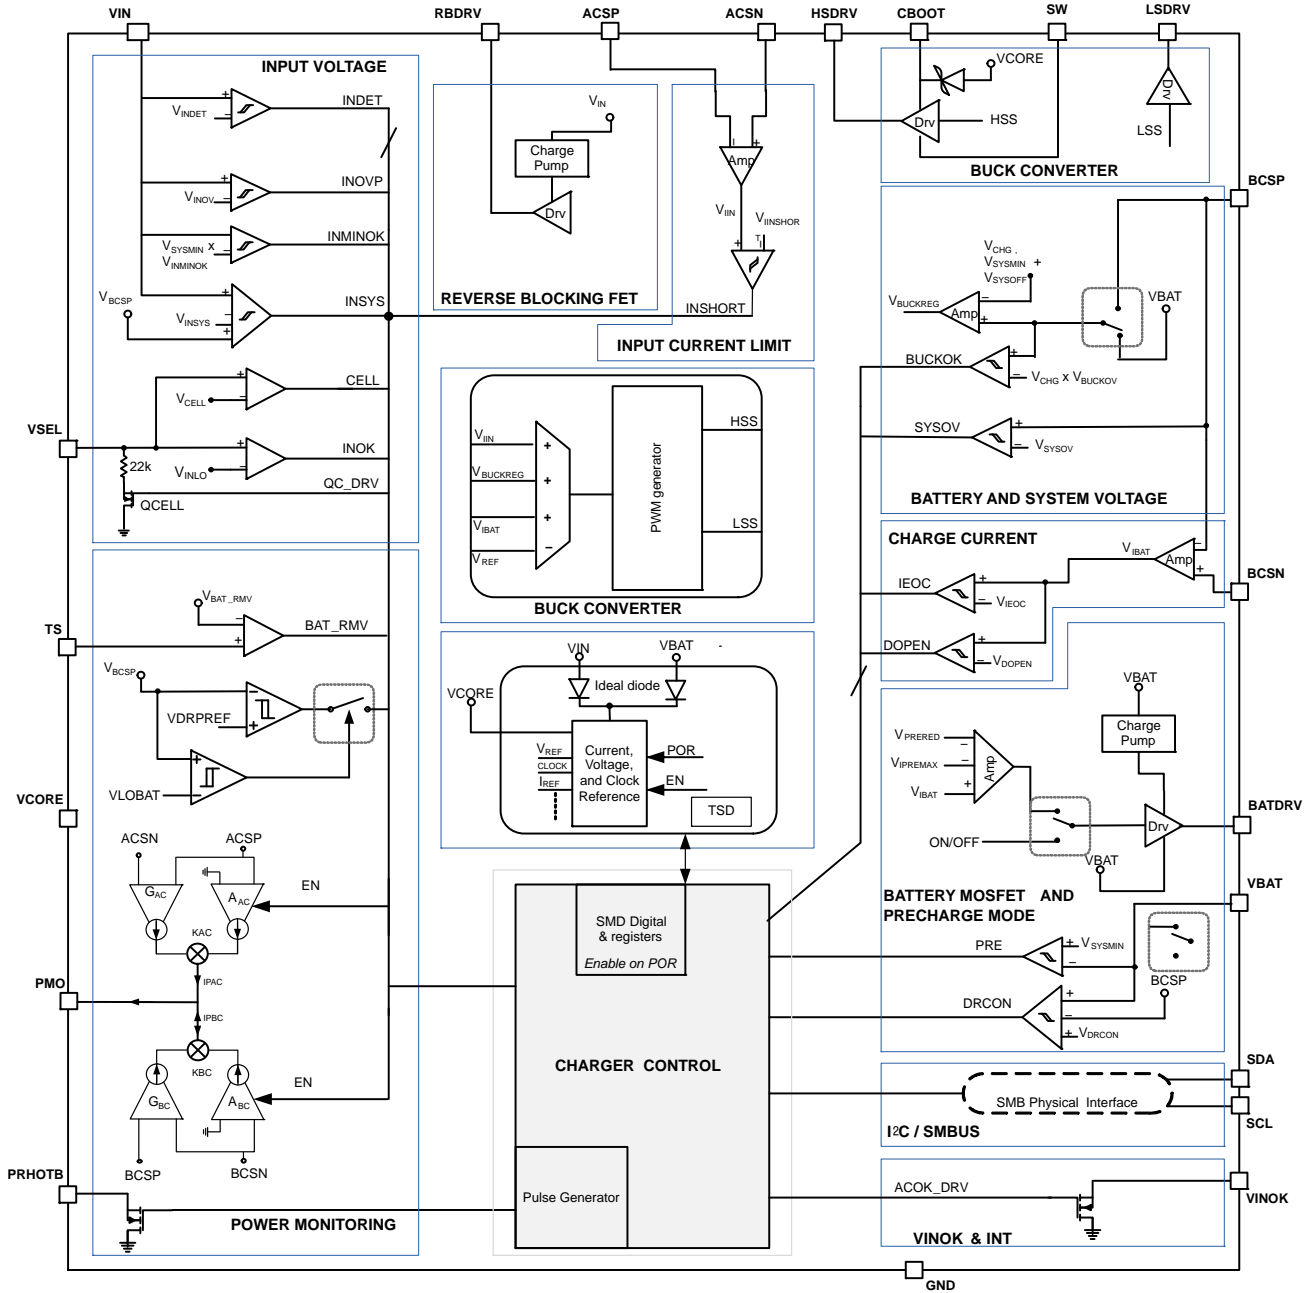 VIN
RBDRV
ACSP
ACSN
HSDRV
CBOOT
SW
LSDRV
INPUT VOLTAGE
VINDET
+
−
INDET
VINOV
+
−
INOVP
VSYSMIN x
VINMINOK
−
INMINOK
VBCSP
+
−
VINSYS
+
INSYS
VCELL
+
−
CELL
VSEL
22k
VINLO
+
−
INOK
QC_DRV
QCELL
VIN
Charge
Pump
Drv
REVERSE BLOCKING FET
Amp
VIIN
VIINSHOR
T
+
INSHORT
INPUT CURRENT LIMIT
VCORE
Drv
HSS
Drv
LSS
BUCK CONVERTER
BCSP
VCHG ,
VSYSMIN +
VSYSOFF
VBUCKREG
Amp
−
+
VBAT
BUCKOK
+
−
VCHG x VBUCKOV
SYSOV
+
−
VSYSOV
BATTERY AND SYSTEM VOLTAGE
VIIN
+
VBUCKREG
+
VIBAT
+
VREF
−
PWM generator
HSS
LSS
BUCK CONVERTER
CHARGE CURRENT
VIBAT
Amp
−
+
BCSN
IEOC
+
−
VIEOC
DOPEN
+
−
VDOPEN
TS
VBAT_RMV
−
+
BAT_RMV
VBCSP
−
VDRPREF
+
+
VLOBAT
−
VCORE
VIN
VBAT
-
Ideal diode
VCORE
VREF
CLOCK
IREF
Current,
Voltage,
and Clock
Reference
POR
EN
TSD
VBAT
Charge
Pump
VPRERED
−
VIPREMAX
−
VIBAT
+
Amp
ON/OFF
Drv
VBAT
BATDRV
BATTERY MOSFET and
PRECHARGE MODE
VBAT
PRE
+
VSYSMIN
−
DRCON
+
−
BCSP
+
VDRCON
ACSN
ACSP
GAC
AAC
EN
KAC
IPAC
PMO
IPBC
KBC
GBC
ABC
EN
BCSP
BCSN
PRHOTB
POWER MONITORING
SMD Digital
& registers
Enable on POR
CHARGER CONTROL
Pulse Generator
SDA
SMB Physical Interface
SCL
I2C / SMBUS
ACOK_DRV
VINOK
VINOK & INT
GND